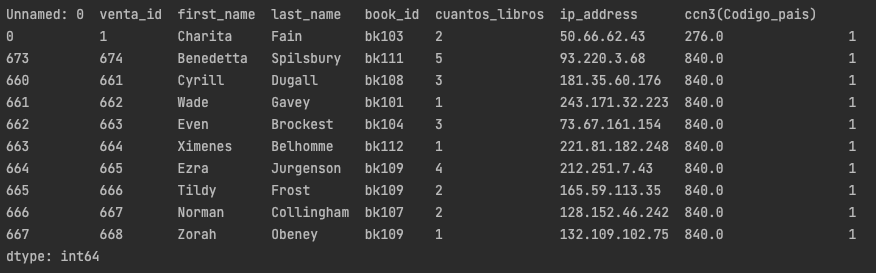 Unnamed: 0  venta_id  first_name  last_name  book_id  cuantos_libros  ip_address  ccn3(Codigo_pais)
0  1  Charita  Fain  bk103  2  50.66.62.43  276.0  1
673  674  Benedetta  Spilsbury  bk111  5  93.220.3.68  840.0  1
660  661  Cyrill  Dugall  bk108  3  181.35.60.176  840.0  1
661  662  Wade  Gavey  bk101  1  243.171.32.223  840.0  1
662  663  Even  Brockest  bk104  3  73.67.161.154  840.0  1
663  664  Ximenes  Belhomme  bk112  1  221.81.182.248  840.0  1
664  665  Ezra  Jurgenson  bk109  4  212.251.7.43  840.0  1
665  666  Tildy  Frost  bk109  2  165.59.113.35  840.0  1
666  667  Norman  Collingham  bk107  2  128.152.46.242  840.0  1
667  668  Zorah  Obeney  bk109  1  132.109.102.75  840.0  1
dtype: int64